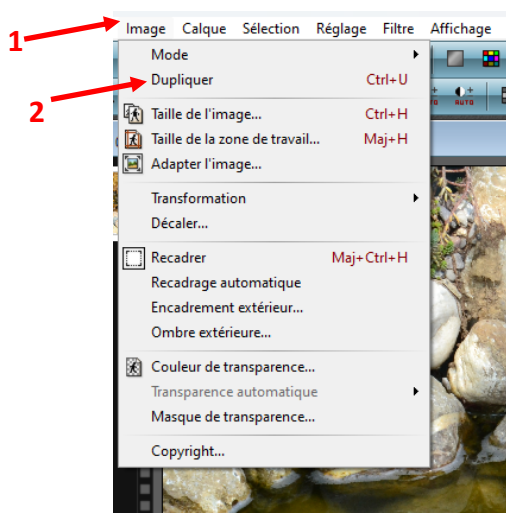 1
Image Calque Sélection Réglage Filtre Affichage
Mode
2
Dupliquer Ctrl+U
AUTO
Taille de l'image... Ctrl+H
Taille de la zone de travail... Maj+H
Adapter l'image...
Transformation
Décaler...
Recadrer Maj+Ctrl+H
Recadrage automatique
Encadrement extérieur...
Ombre extérieure...
Couleur de transparence...
Transparence automatique
Masque de transparence...
Copyright...